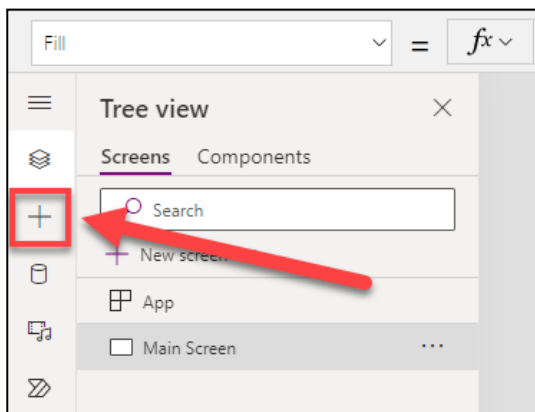 Fill = fx
Tree view
Screens Components
Search
New screen
App
Main Screen